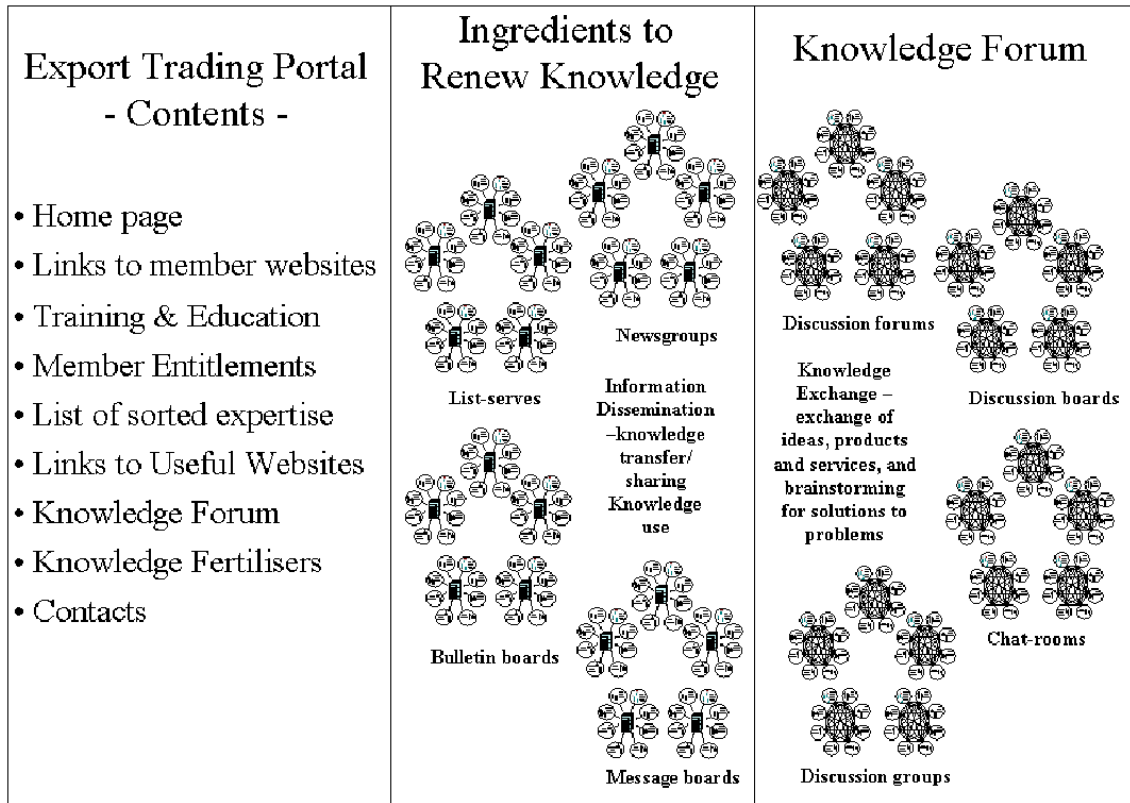 Export Trading Portal
- Contents -
• Home page
• Links to member websites
• Training & Education
• Member Entitlements
• List of sorted expertise
• Links to Useful Websites
• Knowledge Forum
• Knowledge Fertilisers
• Contacts
Ingredients to
Renew Knowledge
Newsgroups
List-serves
Information
Dissemination
–knowledge
transfer/
sharing
Knowledge
use
Bulletin boards
Message boards
Knowledge Forum
Discussion forums
Discussion boards
Knowledge
Exchange –
exchange of
ideas, products
and services, and
brainstorming
for solutions to
problems
Chat-rooms
Discussion groups